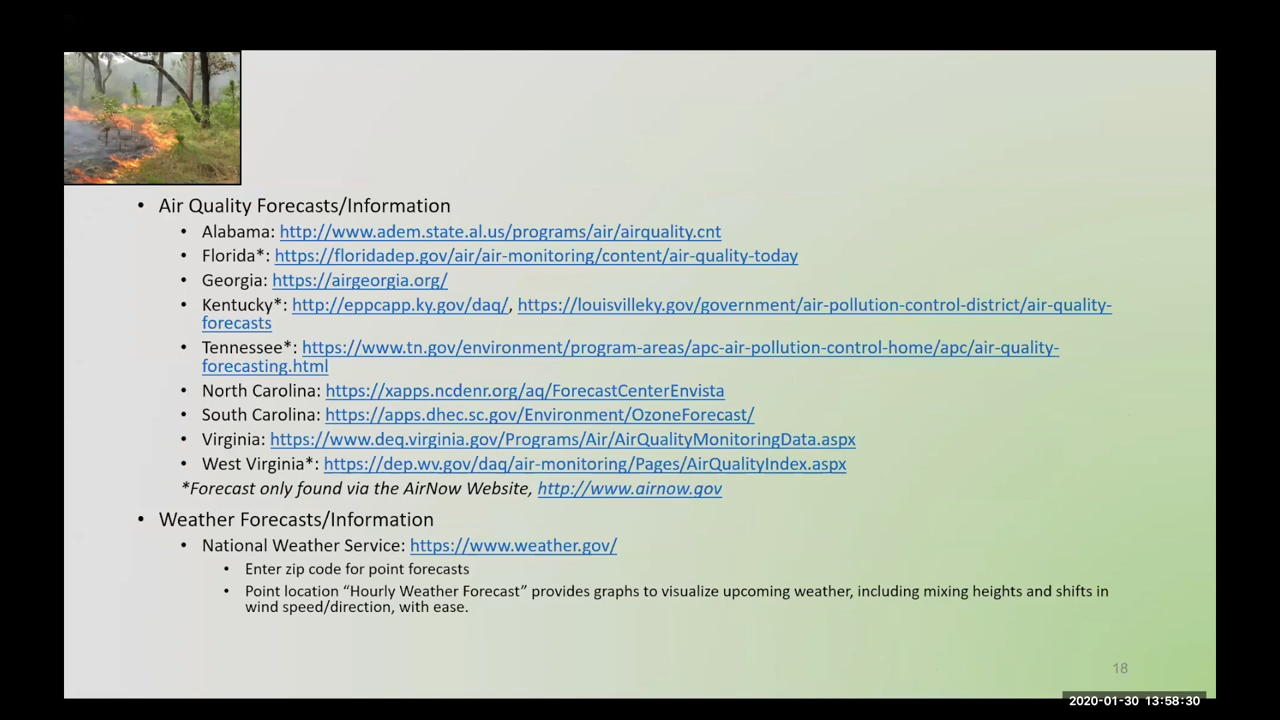 • Air Quality Forecasts/Information
• Alabama: http://www.adem.state.al.us/programs/air/airquality.cnt
• Florida*: https://floridadep.gov/air/air-monitoring/content/air-quality-today
• Georgia: https://airgeorgia.org/
• Kentucky*: http://eppcapp.ky.gov/daq/, https://louisvilleky.gov/government/air-pollution-control-district/air-quality-
forecasts
• Tennessee*: https://www.tn.gov/environment/program-areas/apc-air-pollution-control-home/apc/air-quality-
forecasting.html
• North Carolina: https://xapps.ncdenr.org/aq/ForecastCenterEnvista
• South Carolina: https://apps.dhec.sc.gov/Environment/OzoneForecast/
• Virginia: https://www.deq.virginia.gov/Programs/Air/AirQualityMonitoringData.aspx
• West Virginia*: https://dep.wv.gov/daq/air-monitoring/Pages/AirQualityIndex.aspx
*Forecast only found via the AirNow Website, http://www.airnow.gov
• Weather Forecasts/Information
• National Weather Service: https://www.weather.gov/
• Enter zip code for point forecasts
• Point location “Hourly Weather Forecast” provides graphs to visualize upcoming weather, including mixing heights and shifts in
wind speed/direction, with ease.
18
2020-01-30 13:58:30